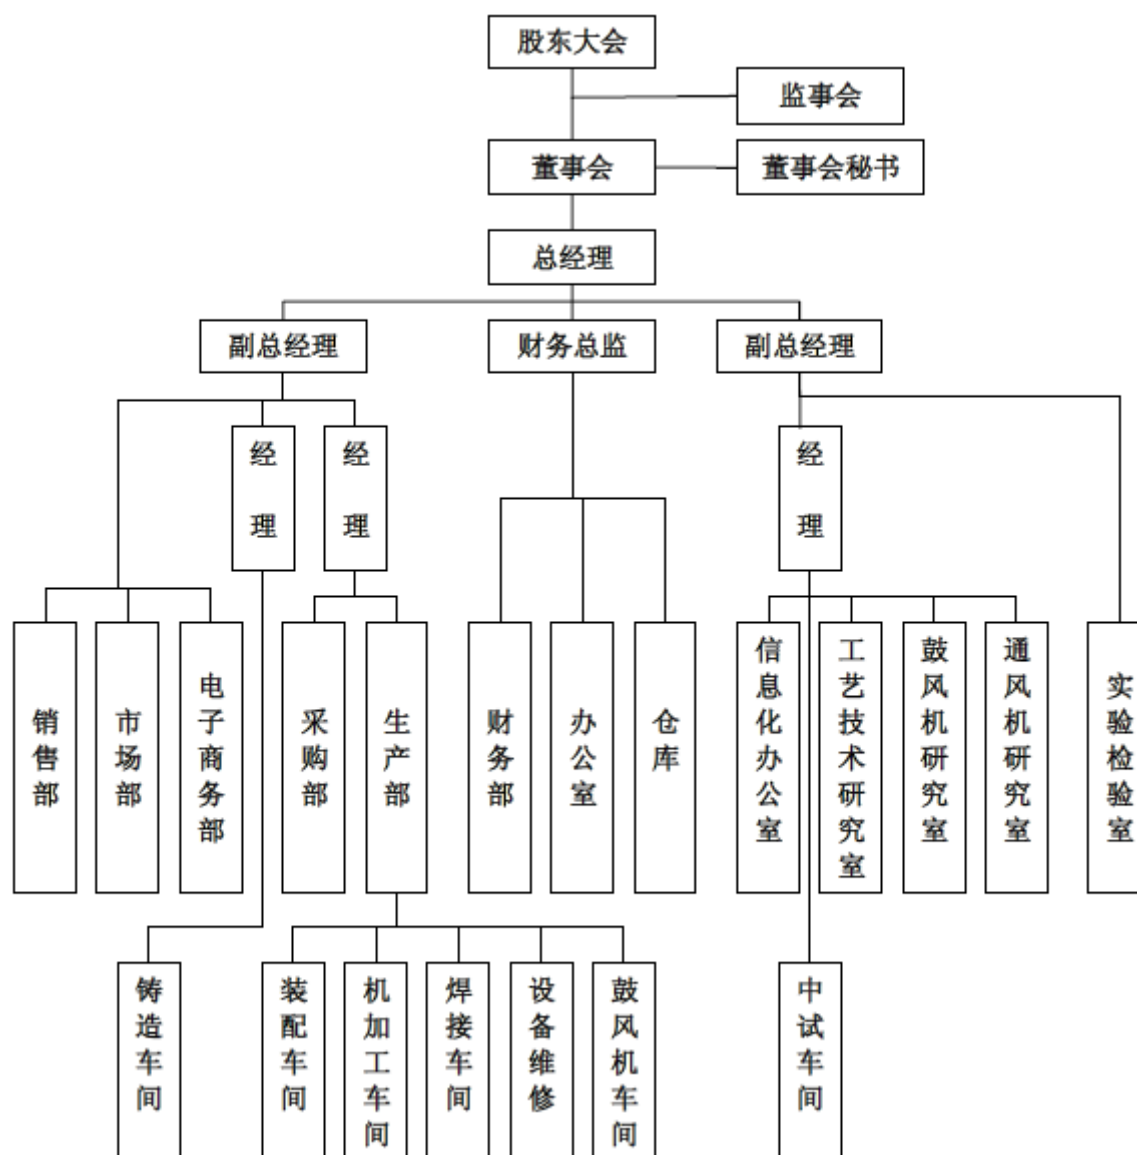 股东大会
监事会
董事会
董事会秘书
总经理
副总经理
财务总监
副总经理
经理
经理
经理
销售部
市场部
电子商务部
采购部
生产部
财务部
办公室
仓库
信息化办公室
工艺技术研究室
鼓风机研究室
通风机研究室
实验检验室
铸造车间
装配车间
机加工车间
焊接车间
设备维修
鼓风机车间
中试车间